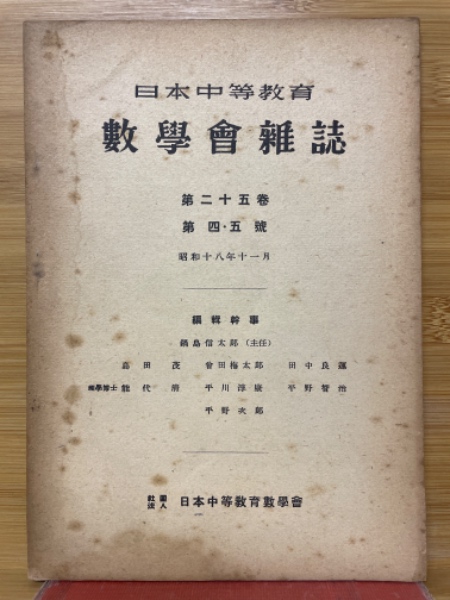 日本中等教育
數學會雜誌
第二十五卷
第四・五號
昭和十八年十一月
編輯幹事
鍋島信太郎(主任)
島田茂 曾田梅太郎 田中良運
理學博士 能代清 平川淳康 平野智治
平野次郎
社團法人 日本中等教育數學會